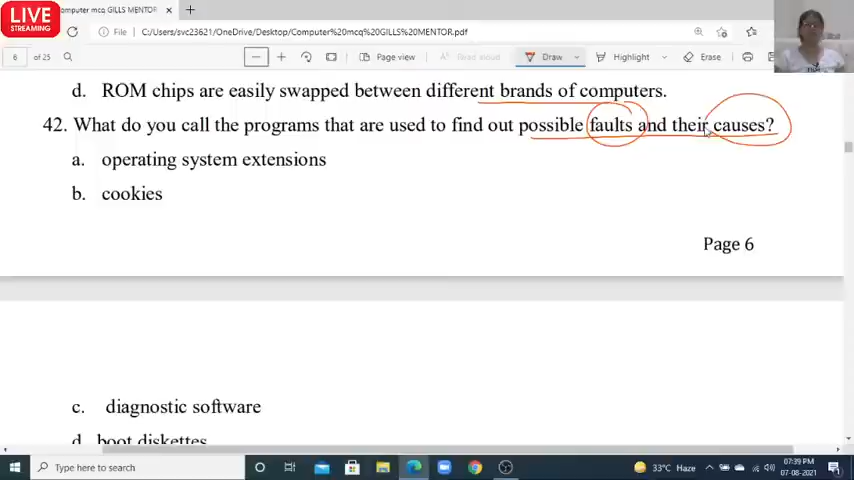 LIVE
STREAMING
Computer mcq GILLS MENTOR.pdf
File
C:/Users/svc23621/OneDrive/Desktop/Computer%20mcq%20GILLS%20MENTOR.pdf
6 of 25
Page view
Read aloud
Draw
Highlight
Erase
d. ROM chips are easily swapped between different brands of computers.
42. What do you call the programs that are used to find out possible faults and their causes?
a. operating system extensions
b. cookies
Page 6
c. diagnostic software
d. boot diskettes
Type here to search
33°C Haze
07:39 PM
07-08-2021